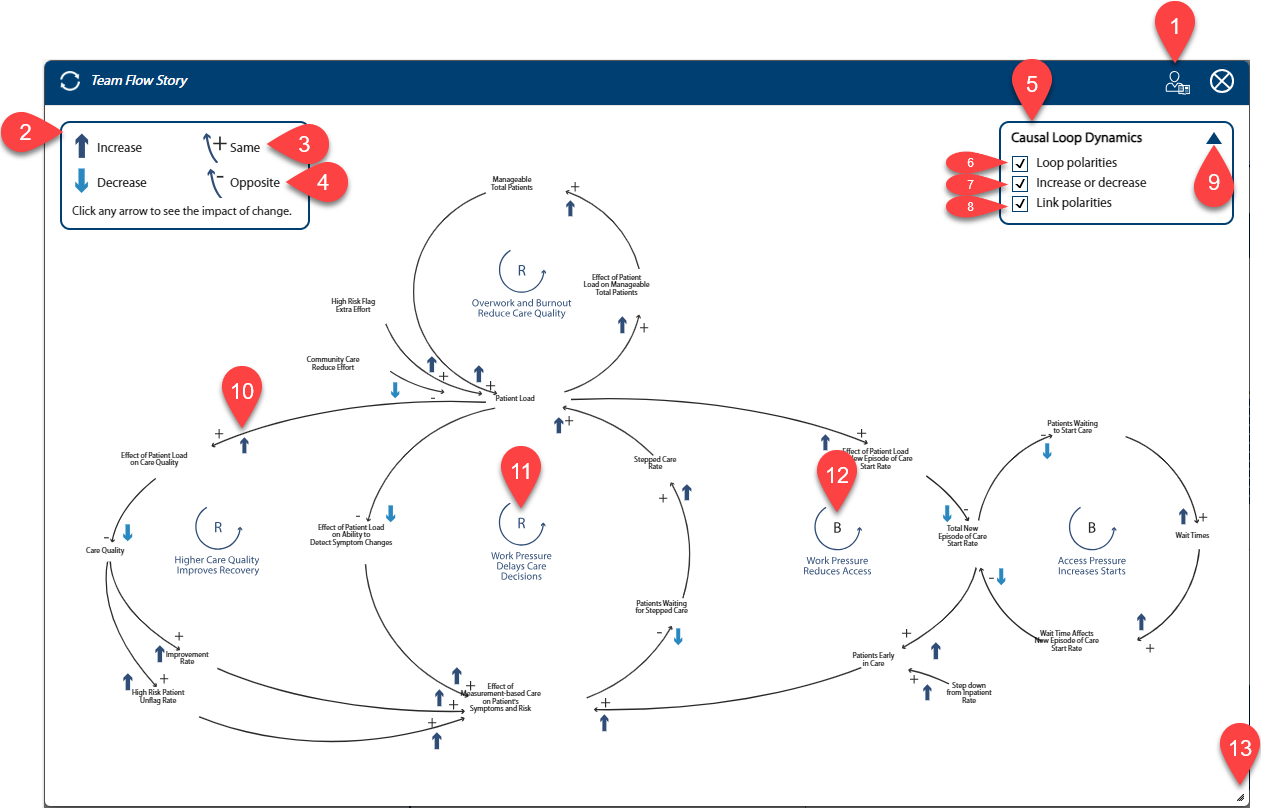 1
Team Flow Story
2
Increase
+ Same
3
Decrease
- Opposite
4
Click any arrow to see the impact of change.
5
Causal Loop Dynamics
6
Loop polarities
7
Increase or decrease
8
Link polarities
9
Manageable
Total Patients
+
R
Overwork and Burnout
Reduce Care Quality
Effect of Patient
Load on Manageable
Total Patients
+
High Risk Flag
Extra Effort
Community Care
Reduce Effort
+
+
-
Patient Load
10
+
+
+
Effect of Patient Load
on Care Quality
Stepped Care
Rate
+
Effect of Patient Load
New Episode of Care
Start Rate
Patients Waiting
to Start Care
-
11
12
R
Higher Care Quality
Improves Recovery
-
Care Quality
-
Effect of Patient Load
on Ability to
Detect Symptom Changes
R
Work Pressure
Delays Care
Decisions
B
Work Pressure
Reduces Access
-
Total New
Episode of Care
Start Rate
B
Access Pressure
Increases Starts
+
Wait Times
-
Patients Waiting
for Stepped Care
-
+
Improvement
Rate
+
High Risk Patient
Unflag Rate
+
+
+
Effect of
Measurement-based Care
on Patient's
Symptoms and Risk
+
+
Patients Early
in Care
+
Step down
from Inpatient
Rate
Wait Time Affects
New Episode of Care
Start Rate
+
13